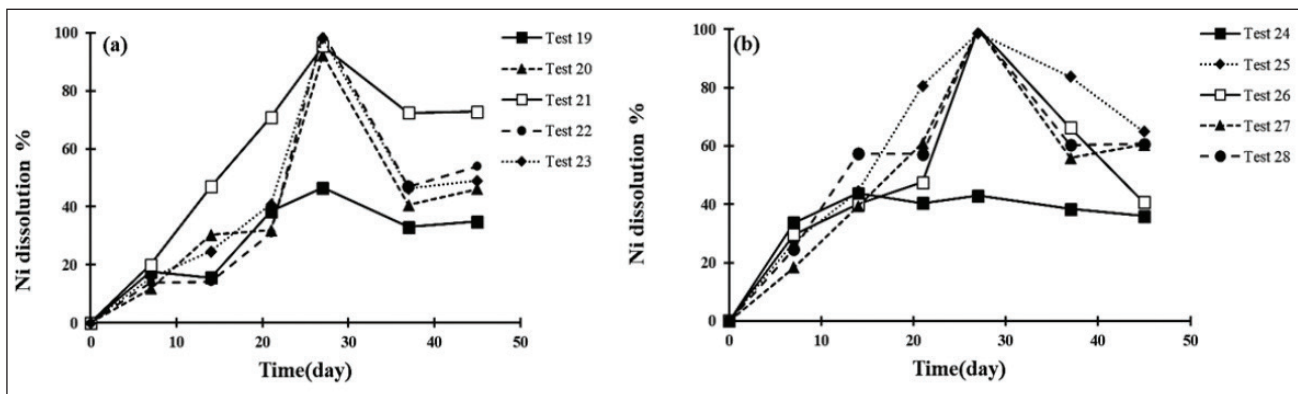 (a)
Ni dissolution %
100
80
60
40
20
0
0 10 20 30 40 50
Time(day)
Test 19
Test 20
Test 21
Test 22
Test 23
(b)
Ni dissolution %
100
80
60
40
20
0
0 10 20 30 40 50
Time(day)
Test 24
Test 25
Test 26
Test 27
Test 28